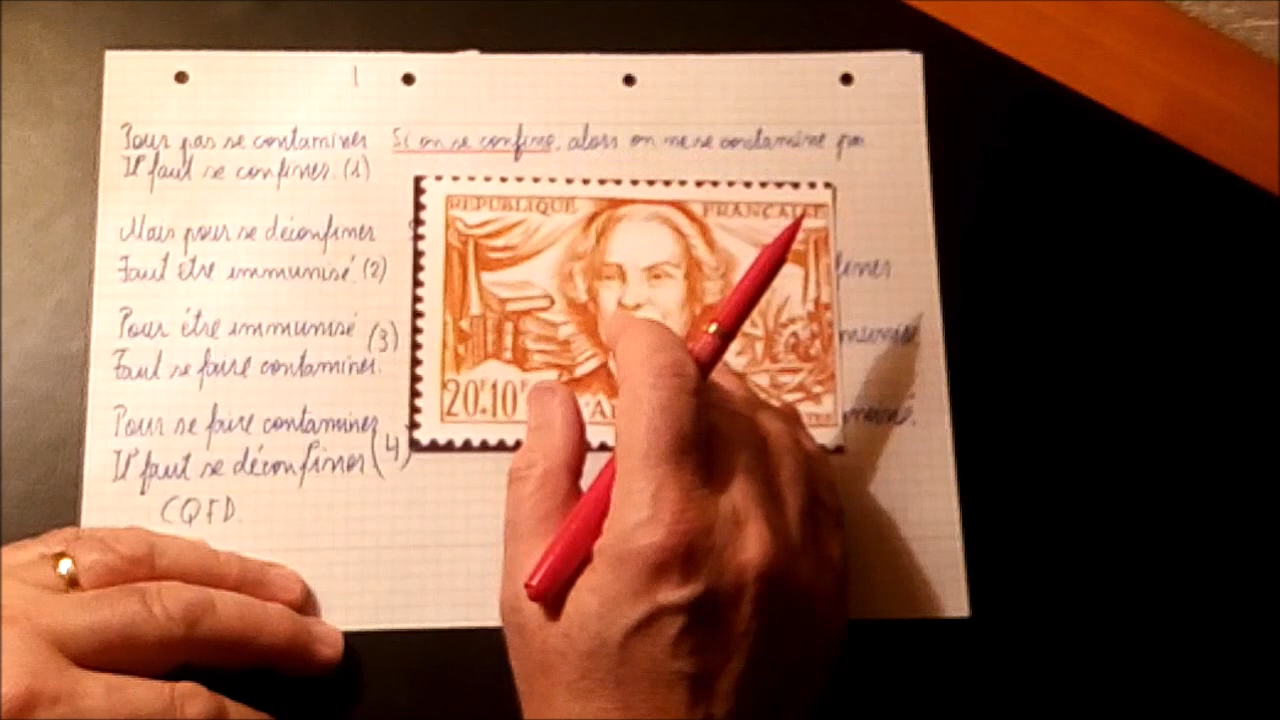 Pour pas se contaminer
Il faut se confiner. (1)
Mais pour se déconfiner
Faut être immunisé. (2)
Pour être immunisé (3)
Faut se faire contaminer.
Pour se faire contaminer
Il faut se déconfiner (4)
CQFD.
Si on se confine, alors on ne se contamine pas
REPUBLIQUE FRANÇAISE
20F+10F
finer